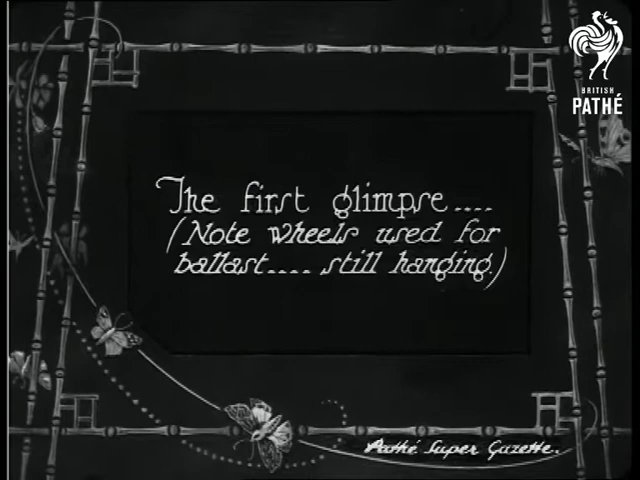 BRITISH
PATHÉ
The first glimpse....
(Note wheels used for
ballast.... still hanging.)
Pathé Super Gazette.